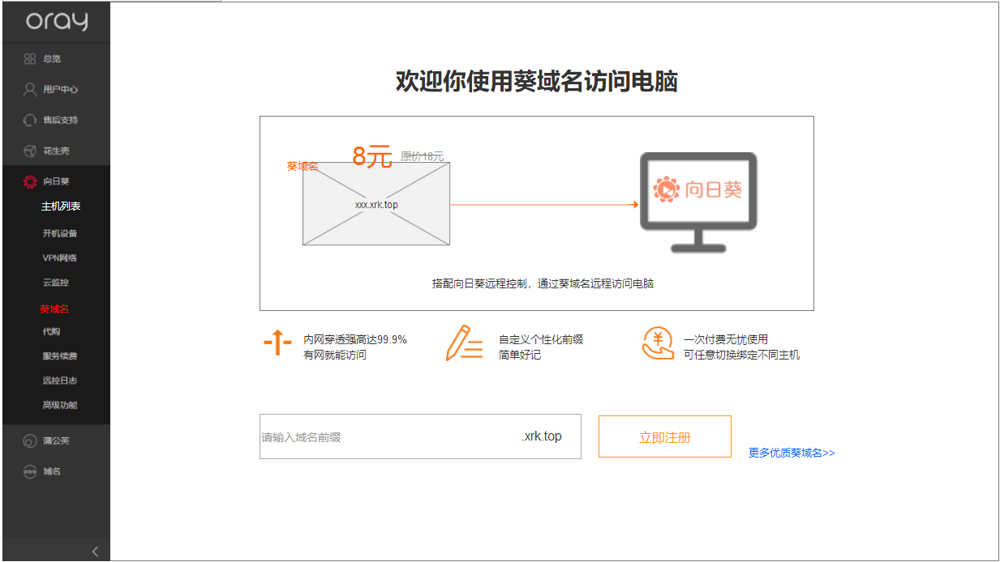 oray
总览
用户中心
售后支持
花生壳
向日葵
主机列表
开机设备
VPN网络
云监控
葵域名
代购
服务续费
远控日志
高级功能
蒲公英
www 域名
欢迎你使用葵域名访问电脑
葵域名 8元 原价18元
xxx.xrk.top
向日葵
搭配向日葵远程控制，通过葵域名远程访问电脑
内网穿透强高达99.9%
有网就能访问
自定义个性化前缀
简单好记
一次付费无忧使用
可任意切换绑定不同主机
请输入域名前缀 .xrk.top
立即注册
更多优质葵域名>>